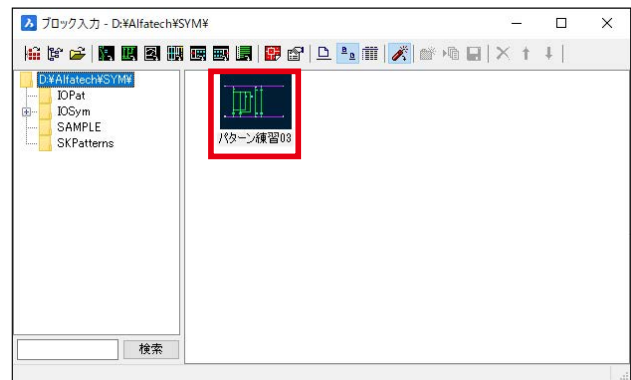 ブロック入力 - D:¥Alfatech¥SYM¥
D:¥Alfatech¥SYM¥
IOPat
IOSym
SAMPLE
SKPatterns
パターン練習03
検索